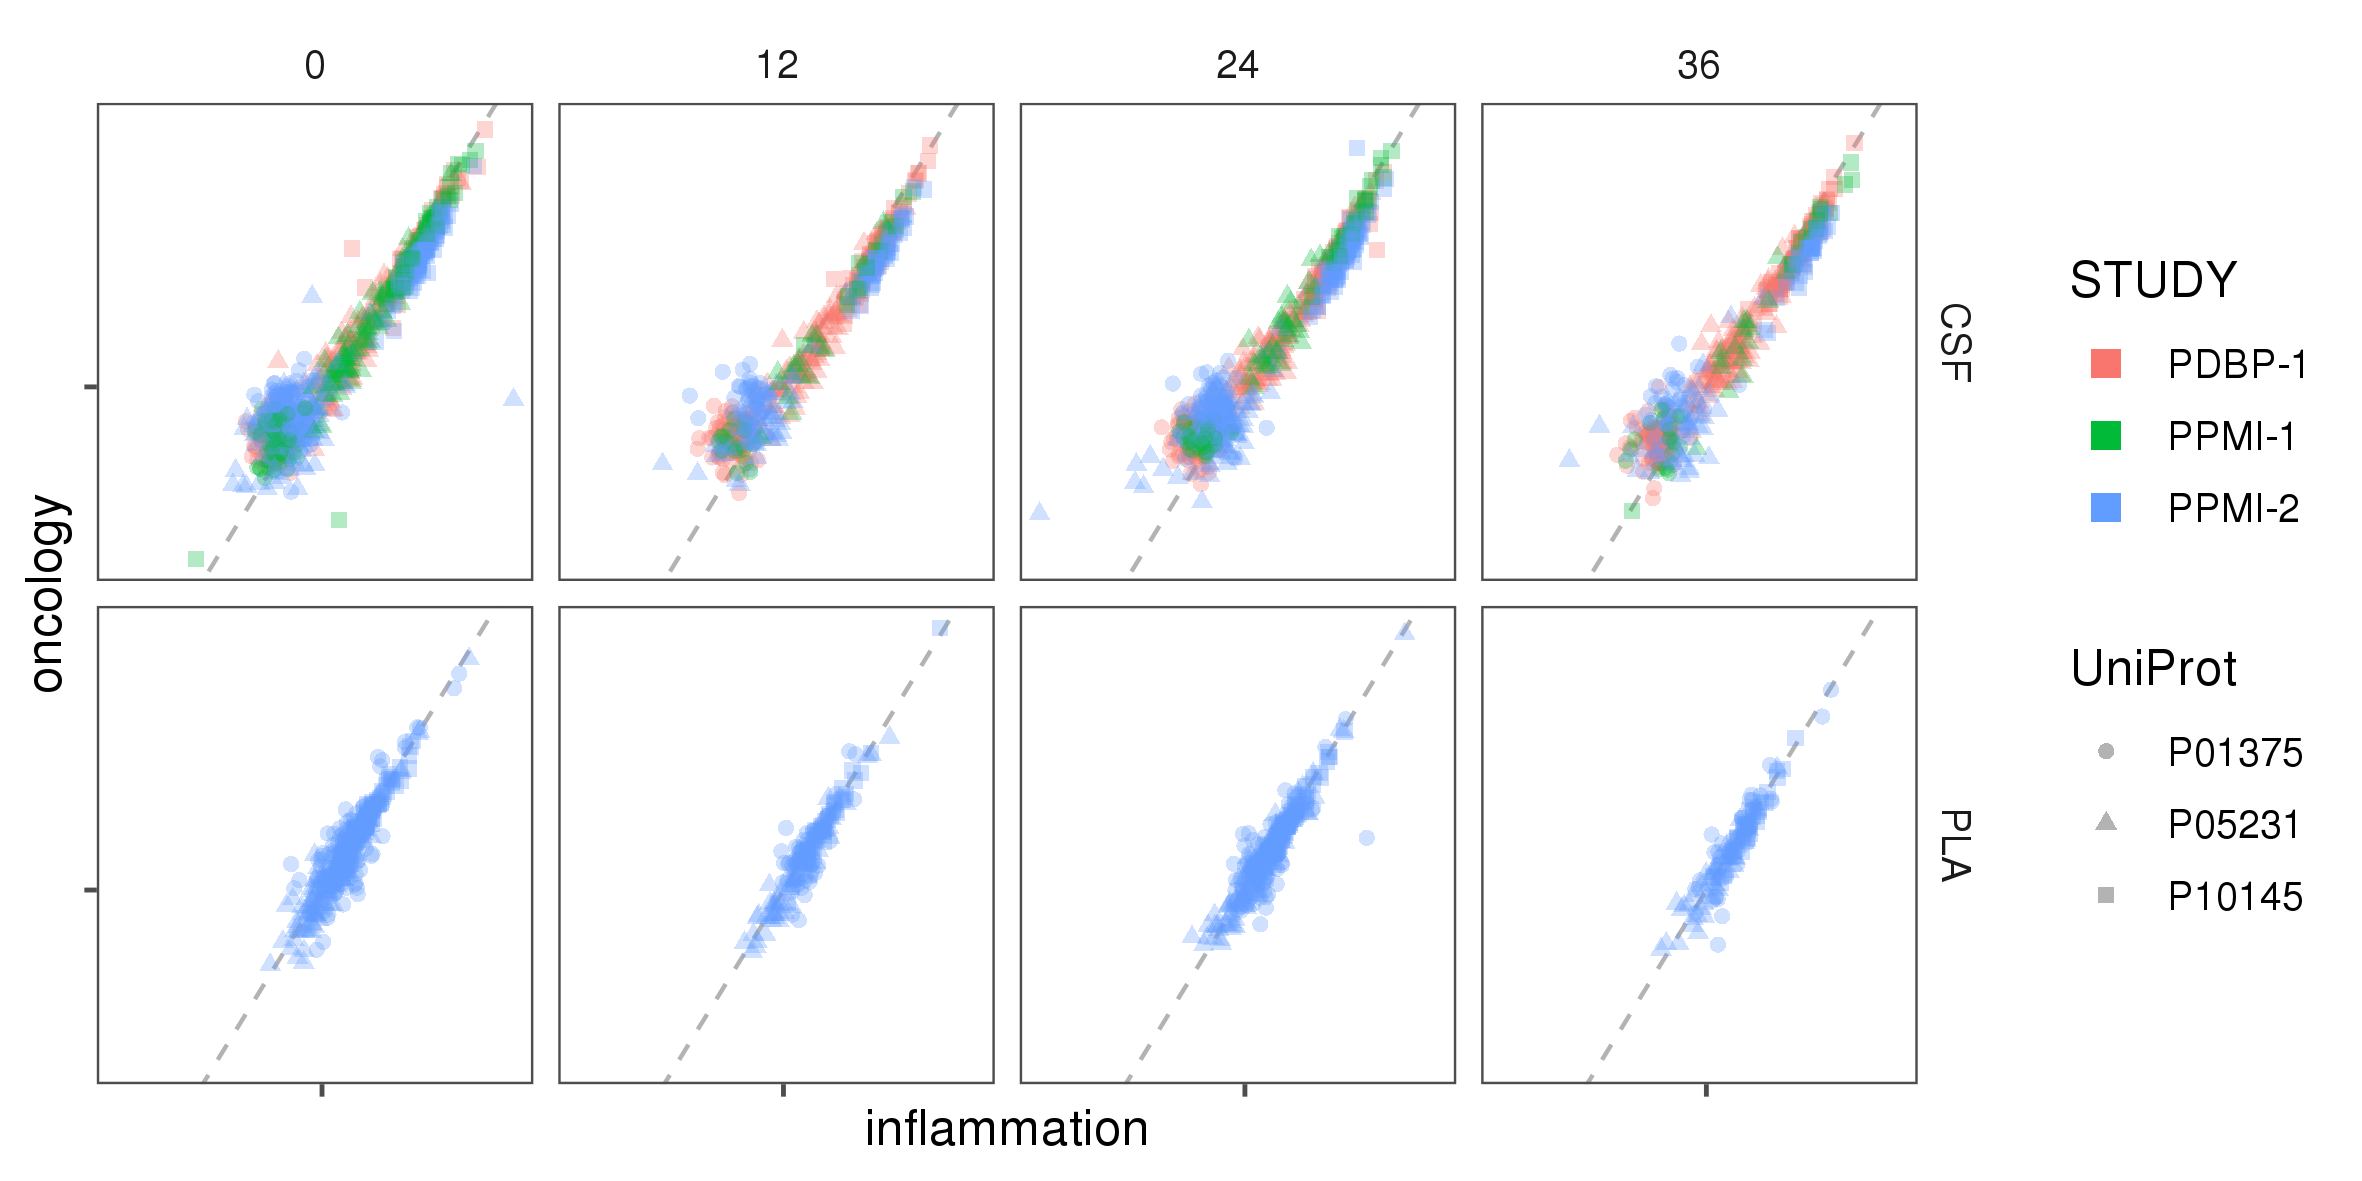 0 12 24 36
CSF
PLA
oncology
inflammation
STUDY
PDBP-1
PPMI-1
PPMI-2
UniProt
P01375
P05231
P10145